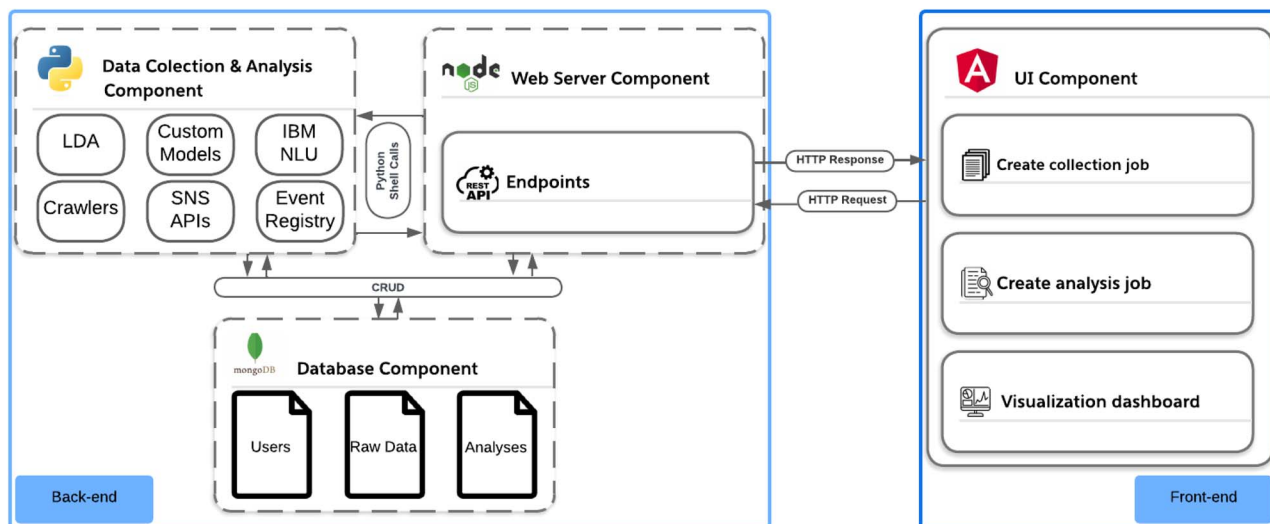 Data Colection & Analysis
Component
LDA
Custom
Models
IBM
NLU
Crawlers
SNS
APIs
Event
Registry
Python
Shell Calls
node
JS
Web Server Component
REST
API
Endpoints
HTTP Response
HTTP Request
A
UI Component
Create collection job
Create analysis job
Visualization dashboard
CRUD
mongoDB
Database Component
Users
Raw Data
Analyses
Back-end
Front-end